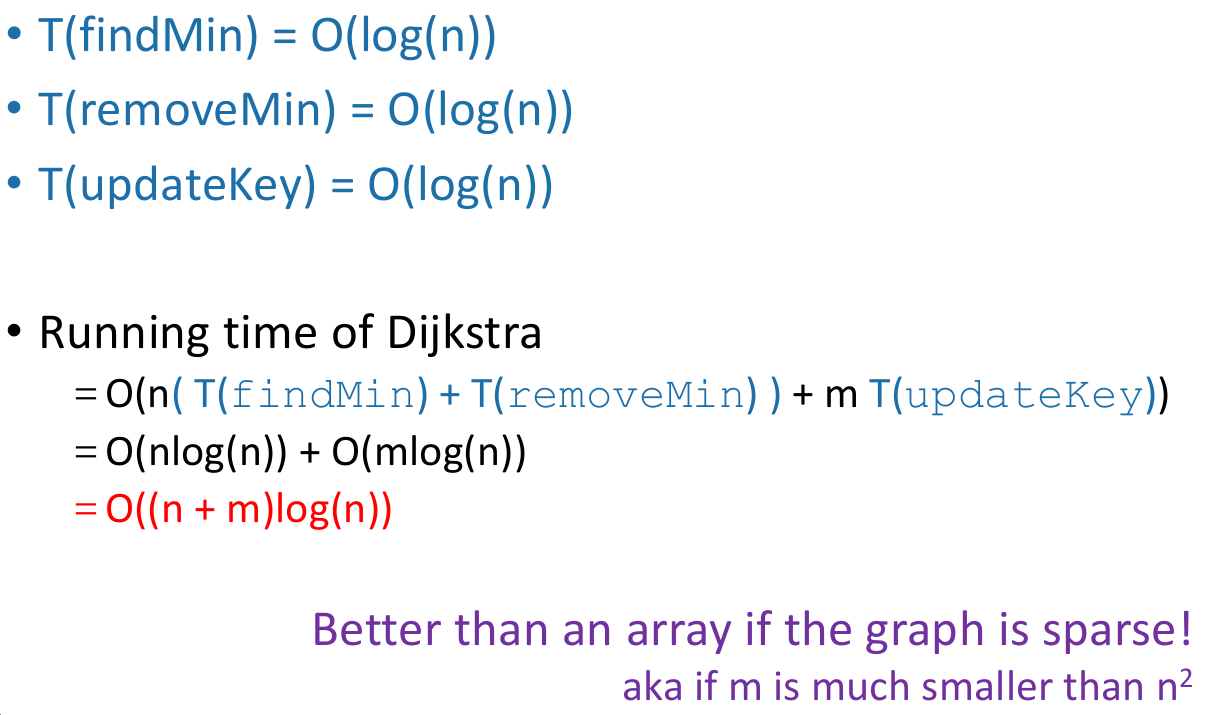 • T(findMin) = O(log(n))
• T(removeMin) = O(log(n))
• T(updateKey) = O(log(n))
• Running time of Dijkstra
= O(n( T(findMin) + T(removeMin) ) + m T(updateKey))
= O(nlog(n)) + O(mlog(n))
= O((n + m)log(n))
Better than an array if the graph is sparse!
aka if m is much smaller than n²